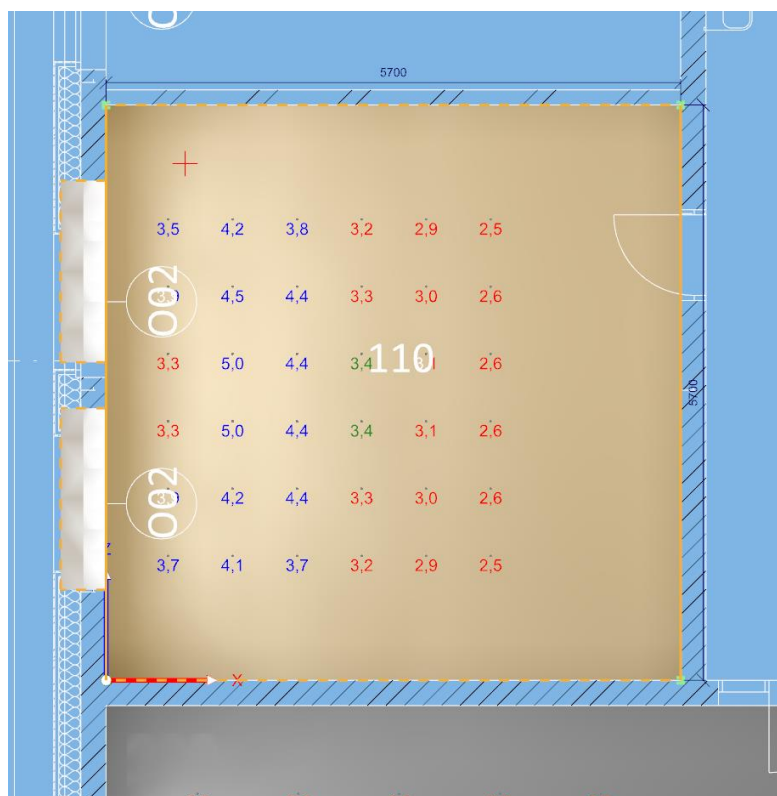 5700
3,5 4,2 3,8 3,2 2,9 2,5
4,5 4,4 3,3 3,0 2,6
O02
3,3 5,0 4,4 3,4 110 2,6
5700
3,3 5,0 4,4 3,4 3,1 2,6
4,2 4,4 3,3 3,0 2,6
O02
3,7 4,1 3,7 3,2 2,9 2,5
X